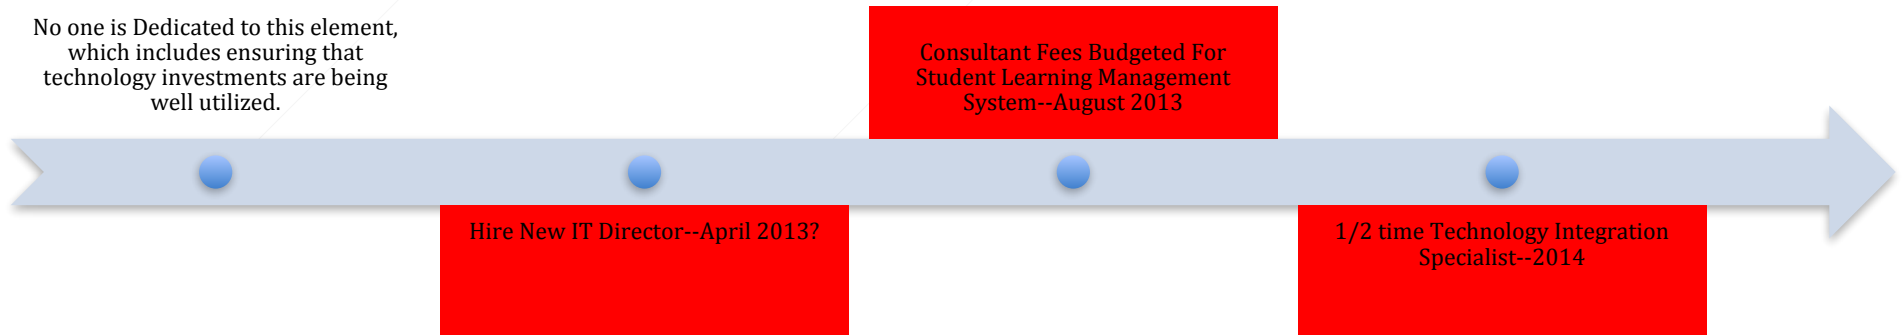 No one is Dedicated to this element,
which includes ensuring that
technology investments are being
well utilized.
Hire New IT Director--April 2013?
Consultant Fees Budgeted For
Student Learning Management
System--August 2013
1/2 time Technology Integration
Specialist--2014